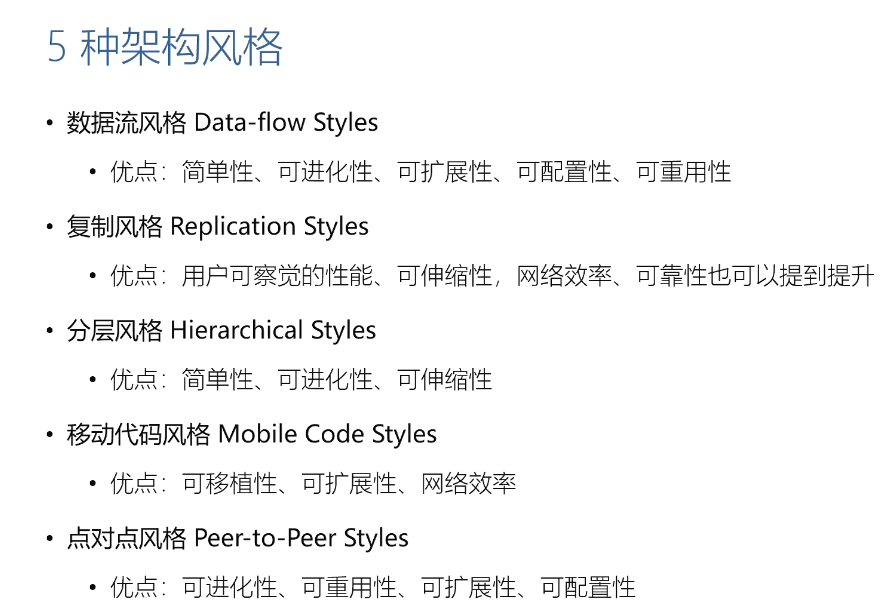 5 种架构风格
• 数据流风格 Data-flow Styles
• 优点：简单性、可进化性、可扩展性、可配置性、可重用性
• 复制风格 Replication Styles
• 优点：用户可察觉的性能、可伸缩性，网络效率、可靠性也可以提到提升
• 分层风格 Hierarchical Styles
• 优点：简单性、可进化性、可伸缩性
• 移动代码风格 Mobile Code Styles
• 优点：可移植性、可扩展性、网络效率
• 点对点风格 Peer-to-Peer Styles
• 优点：可进化性、可重用性、可扩展性、可配置性